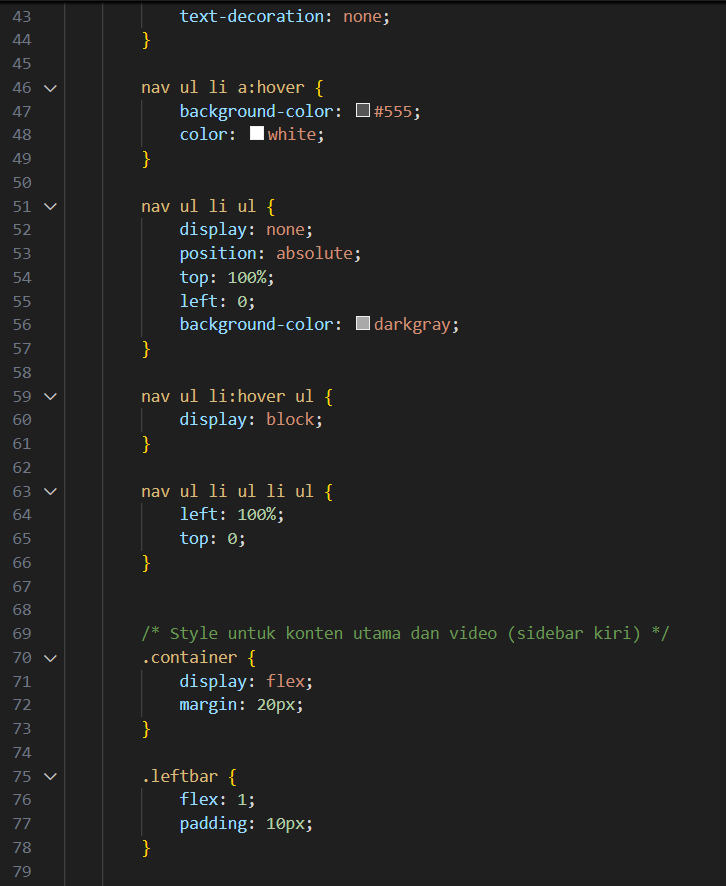 43 text-decoration: none;
44 }
45
46 nav ul li a:hover {
47 background-color: #555;
48 color: white;
49 }
50
51 nav ul li ul {
52 display: none;
53 position: absolute;
54 top: 100%;
55 left: 0;
56 background-color: darkgray;
57 }
58
59 nav ul li:hover ul {
60 display: block;
61 }
62
63 nav ul li ul li ul {
64 left: 100%;
65 top: 0;
66 }
67
68
69 /* Style untuk konten utama dan video (sidebar kiri) */
70 .container {
71 display: flex;
72 margin: 20px;
73 }
74
75 .leftbar {
76 flex: 1;
77 padding: 10px;
78 }
79